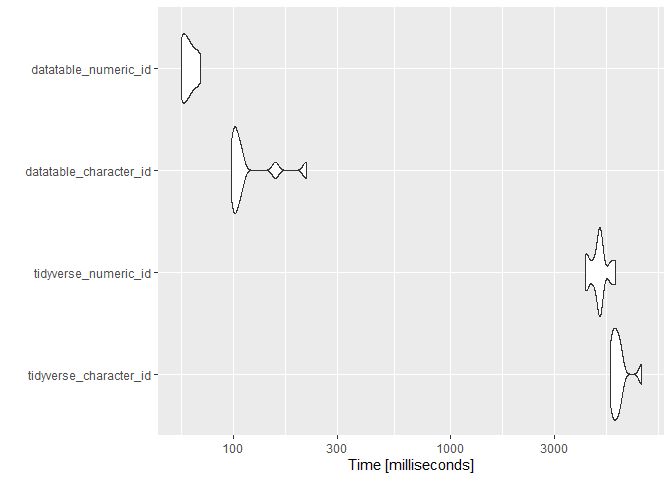 datatable_numeric_id
datatable_character_id
tidyverse_numeric_id
tidyverse_character_id
100 300 1000 3000
Time [milliseconds]